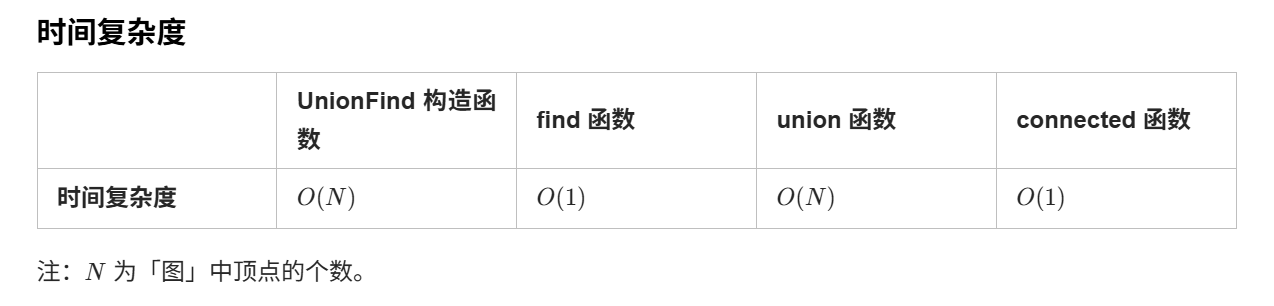 时间复杂度
UnionFind 构造函
数
find 函数
union 函数
connected 函数
时间复杂度
O(N)
O(1)
O(N)
O(1)
注：N 为「图」中顶点的个数。